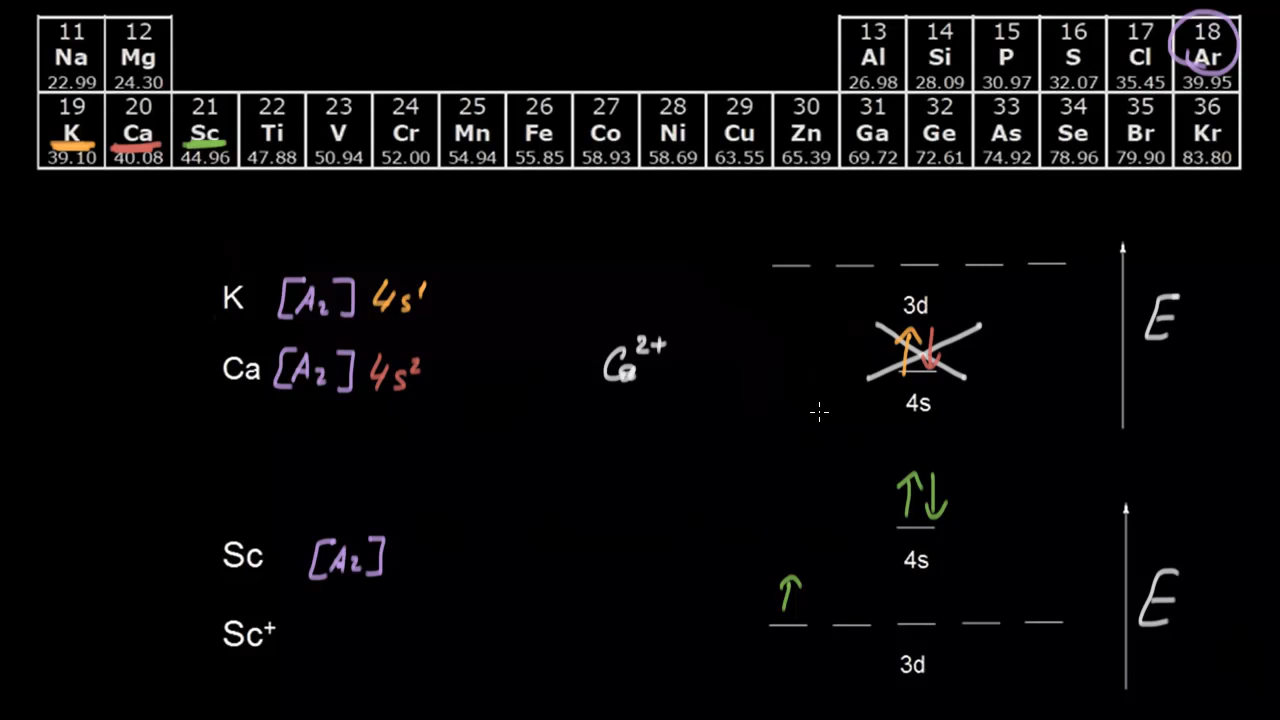 11 12 13 14 15 16 17 18
Na Mg Al Si P S Cl Ar
22.99 24.30 26.98 28.09 30.97 32.07 35.45 39.95
19 20 21 22 23 24 25 26 27 28 29 30 31 32 33 34 35 36
K Ca Sc Ti V Cr Mn Fe Co Ni Cu Zn Ga Ge As Se Br Kr
39.10 40.08 44.96 47.88 50.94 52.00 54.94 55.85 58.93 58.69 63.55 65.39 69.72 72.61 74.92 78.96 79.90 83.80
K [Ar] 4s¹
Ca [Ar] 4s²
Ca²⁺
3d
4s
E
Sc [Ar]
Sc⁺
4s
3d
E